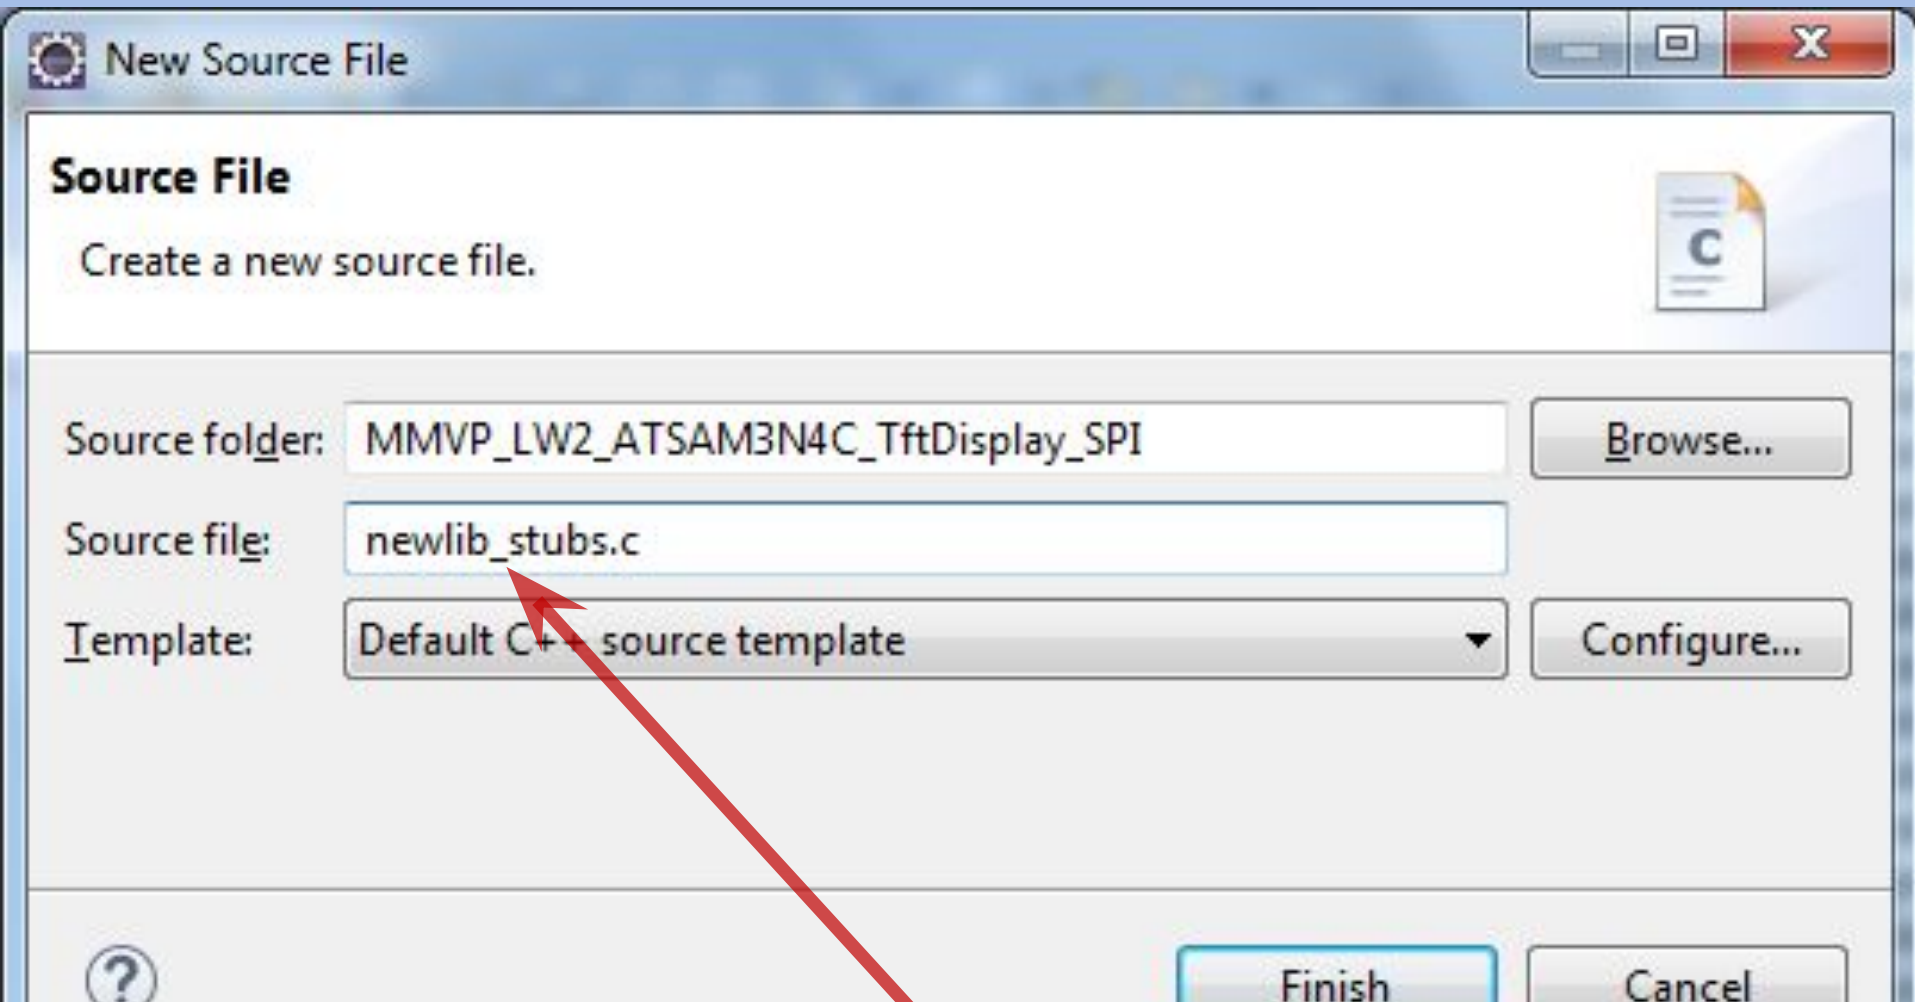 New Source File
Source File
Create a new source file.
C
Source folder: MMVP_LW2_ATSAM3N4C_TftDisplay_SPI Browse...
Source file: newlib_stubs.c
Template: Default C++ source template Configure...
? Finish Cancel